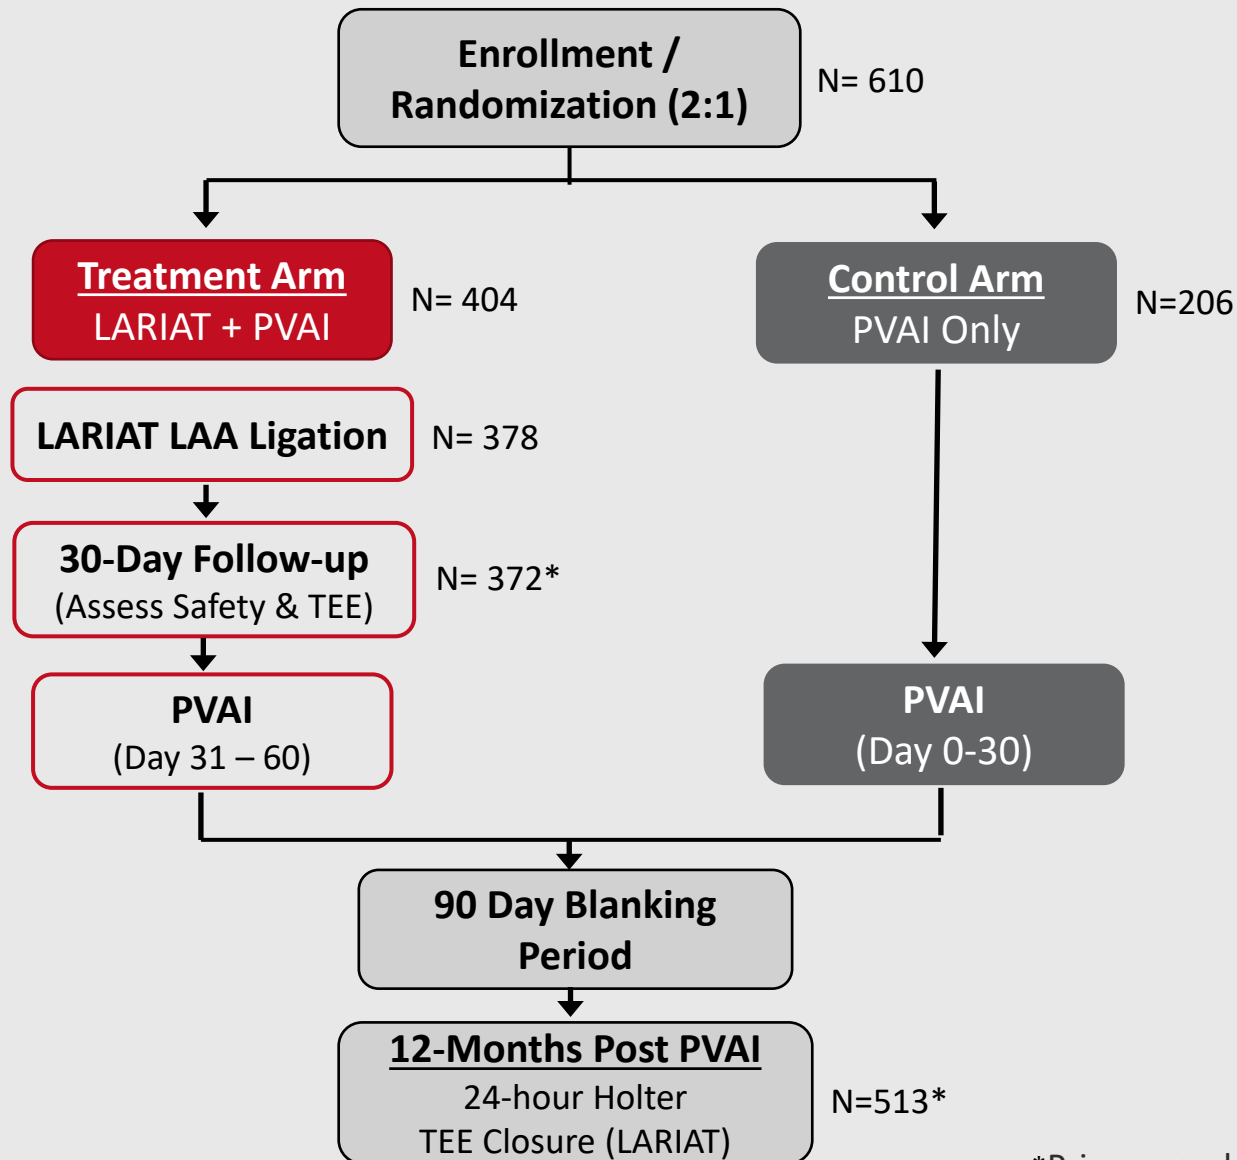 Enrollment /
Randomization (2:1)
N= 610
Treatment Arm
LARIAT + PVAI
N= 404
Control Arm
PVAI Only
N=206
LARIAT LAA Ligation
N= 378
30-Day Follow-up
(Assess Safety & TEE)
N= 372*
PVAI
(Day 31 – 60)
PVAI
(Day 0-30)
90 Day Blanking
Period
12-Months Post PVAI
24-hour Holter
TEE Closure (LARIAT)
N=513*